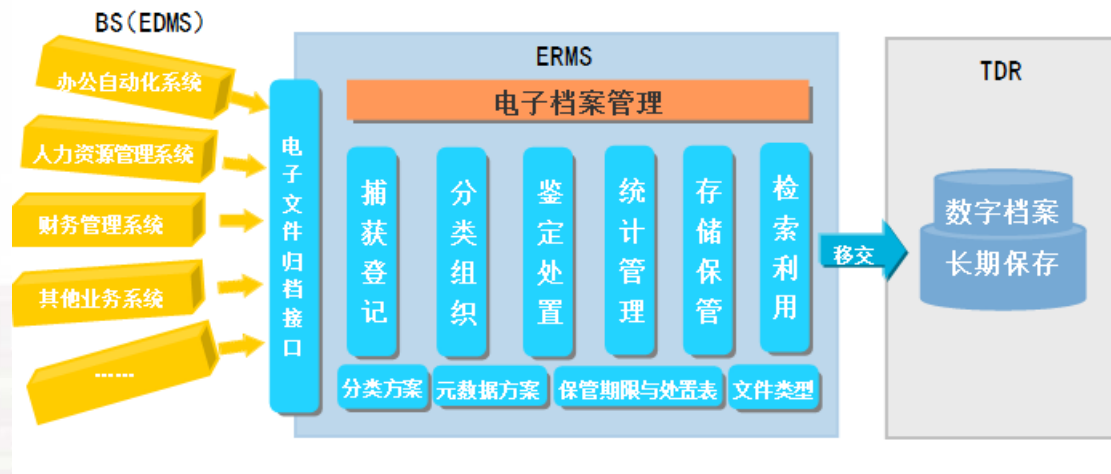 BS(EDMS)
办公自动化系统
人力资源管理系统
财务管理系统
其他业务系统
......
电子文件归档接口
ERMS
电子档案管理
捕获登记
分类组织
鉴定处置
统计管理
存储保管
检索利用
分类方案
元数据方案
保管期限与处置表
文件类型
移交
TDR
数字档案
长期保存